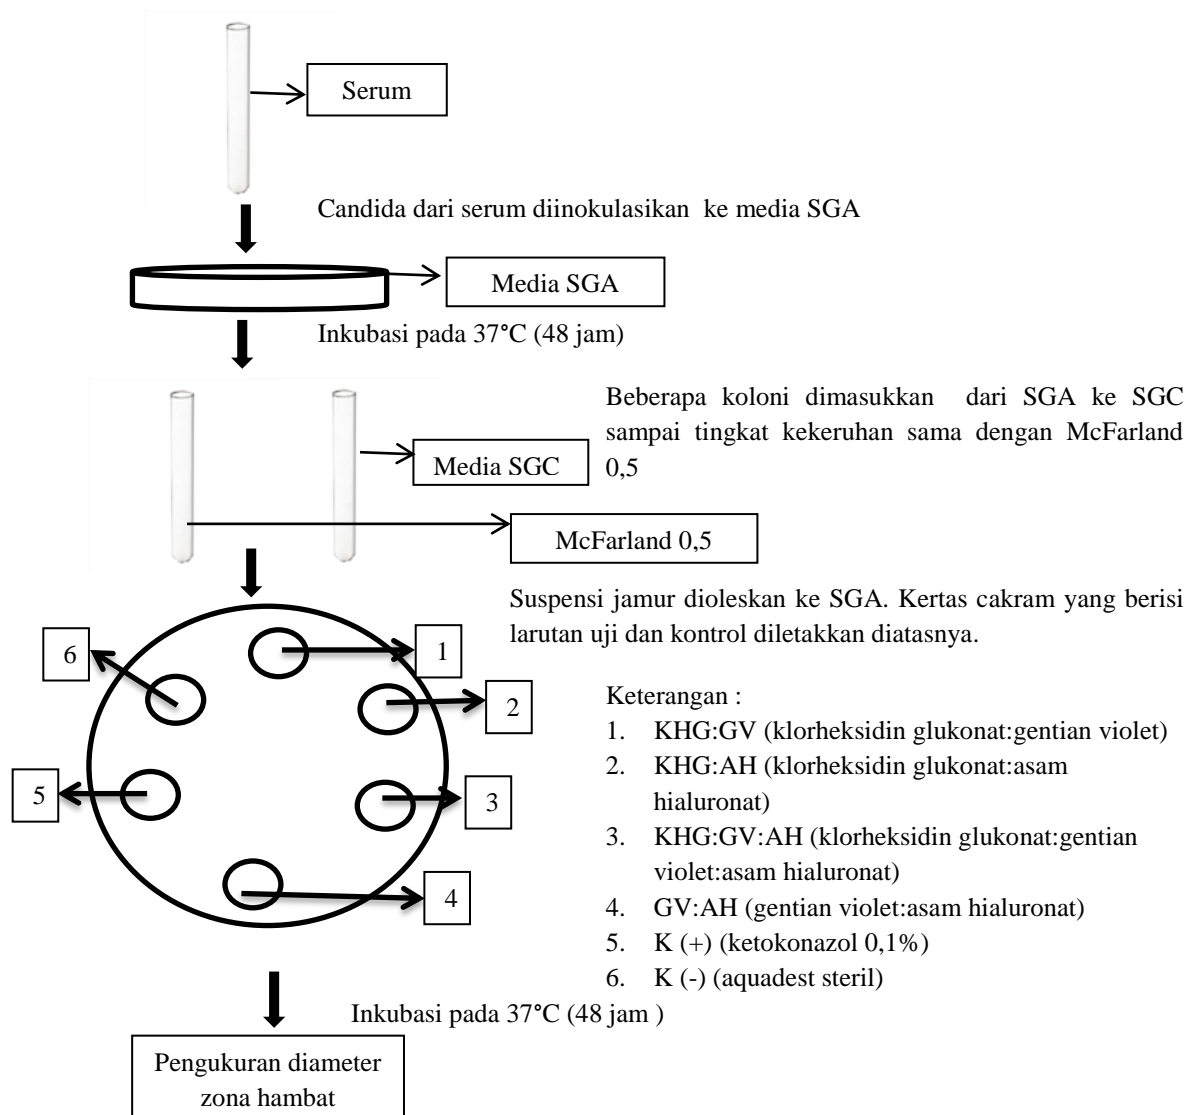 Serum
Candida dari serum diinokulasikan ke media SGA
Media SGA
Inkubasi pada 37°C (48 jam)
Beberapa koloni dimasukkan dari SGA ke SGC
sampai tingkat kekeruhan sama dengan McFarland
0,5
Media SGC
McFarland 0,5
Suspensi jamur dioleskan ke SGA. Kertas cakram yang berisi
larutan uji dan kontrol diletakkan diatasnya.
1
6
2
5
3
4
Keterangan :
1. KHG:GV (klorheksidin glukonat:gentian violet)
2. KHG:AH (klorheksidin glukonat:asam
hialuronat)
3. KHG:GV:AH (klorheksidin glukonat:gentian
violet:asam hialuronat)
4. GV:AH (gentian violet:asam hialuronat)
5. K (+) (ketokonazol 0,1%)
6. K (-) (aquadest steril)
Inkubasi pada 37°C (48 jam )
Pengukuran diameter
zona hambat